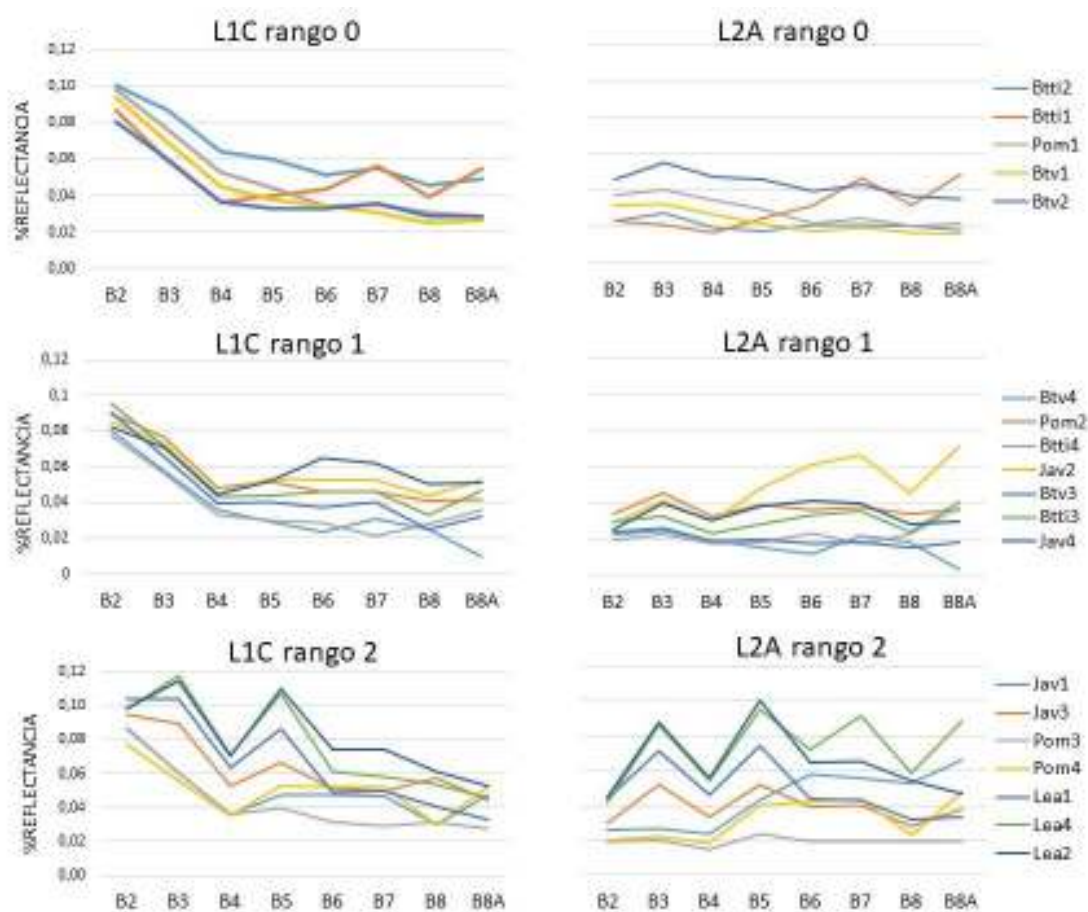 L1C rango 0
L2A rango 0
%REFLECTANCIA
0,12
0,10
0,08
0,06
0,04
0,02
0,00
B2 B3 B4 B5 B6 B7 B8 B8A
B2 B3 B4 B5 B6 B7 B8 B8A
Btti2
Btti1
Pom1
Btv1
Btv2
L1C rango 1
L2A rango 1
%REFLECTANCIA
0,12
0,1
0,08
0,06
0,04
0,02
0
B2 B3 B4 B5 B6 B7 B8 B8A
B2 B3 B4 B5 B6 B7 B8 B8A
Btv4
Pom2
Btti4
Jav2
Btv3
Btti3
Jav4
L1C rango 2
L2A rango 2
%REFLECTANCIA
0,12
0,10
0,08
0,06
0,04
0,02
0,00
B2 B3 B4 B5 B6 B7 B8 B8A
B2 B3 B4 B5 B6 B7 B8 B8A
Jav1
Jav3
Pom3
Pom4
Lea1
Lea4
Lea2